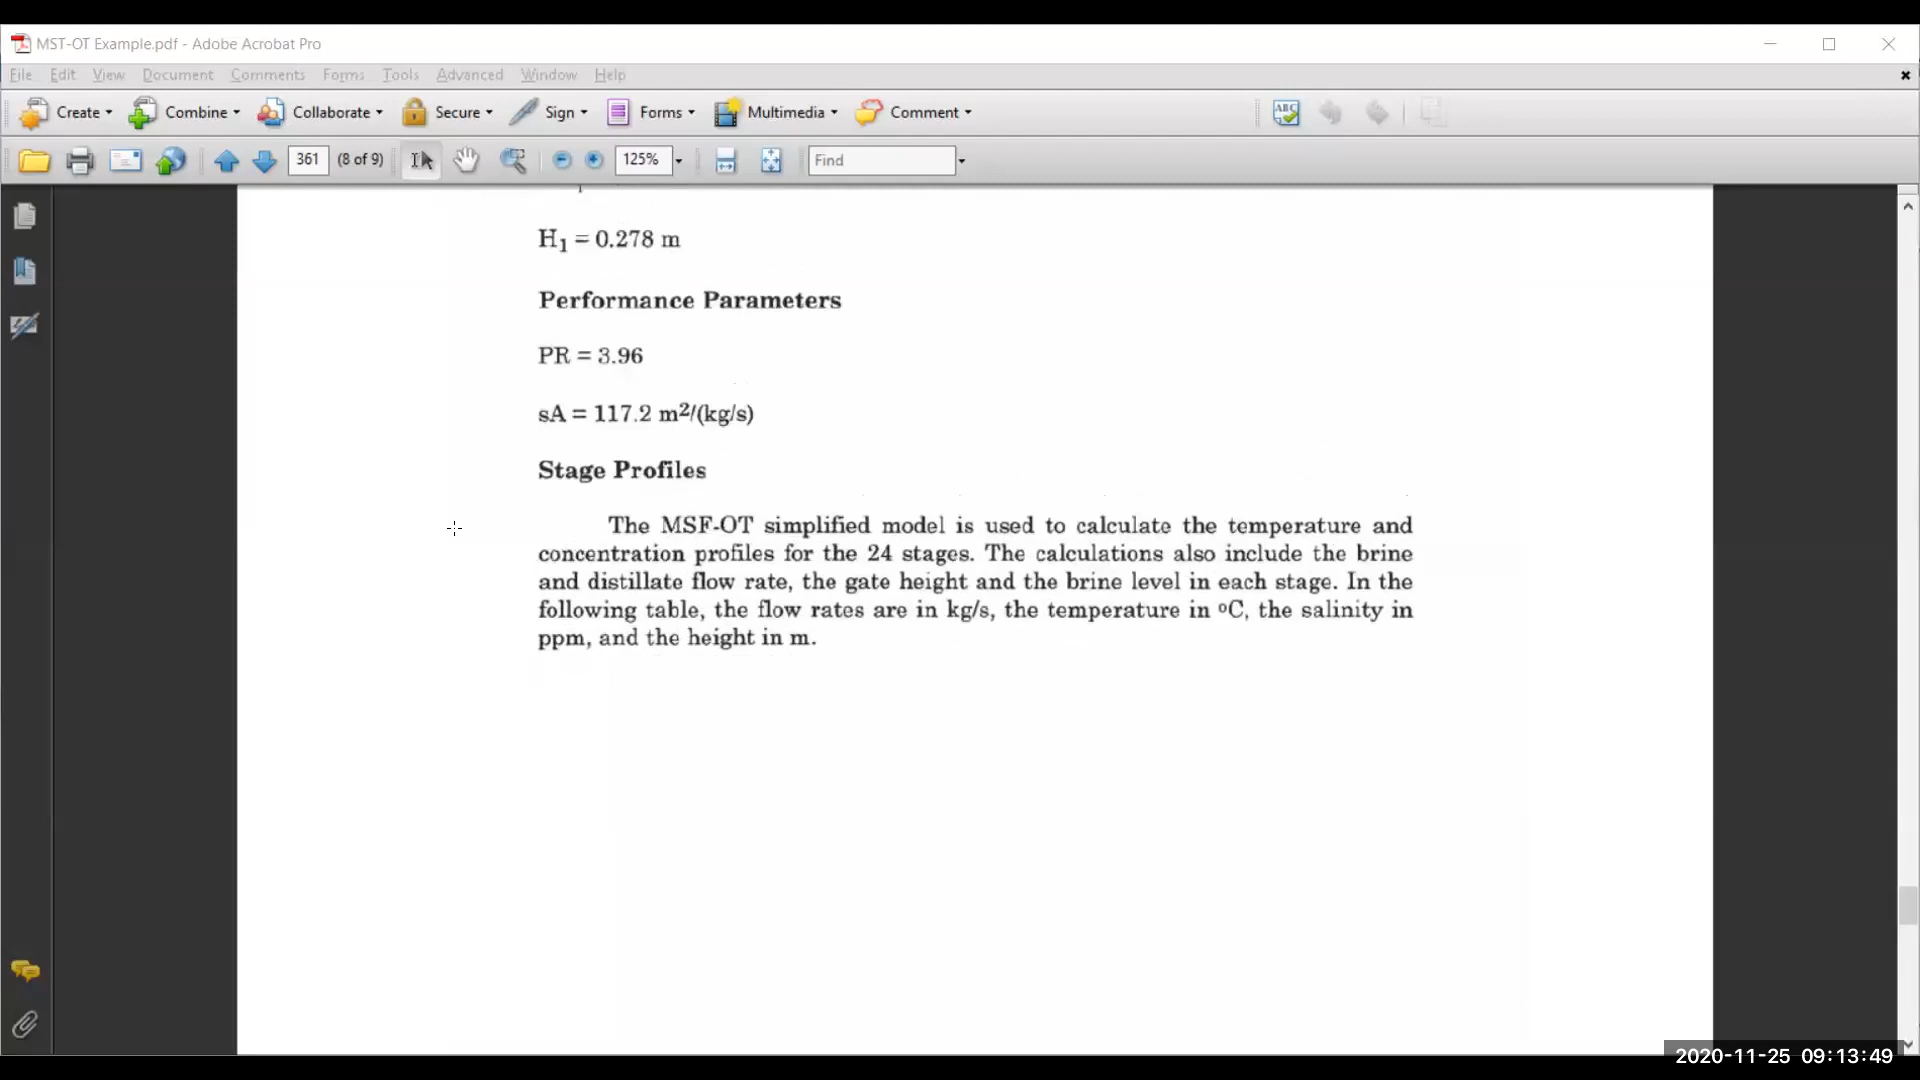 MST-OT Example.pdf - Adobe Acrobat Pro
File Edit View Document Comments Forms Tools Advanced Window Help
Create Combine Collaborate Secure Sign Forms Multimedia Comment
361 (8 of 9) 125% Find
H1 = 0.278 m
Performance Parameters
PR = 3.96
sA = 117.2 m²/(kg/s)
Stage Profiles
The MSF-OT simplified model is used to calculate the temperature and
concentration profiles for the 24 stages. The calculations also include the brine
and distillate flow rate, the gate height and the brine level in each stage. In the
following table, the flow rates are in kg/s, the temperature in ºC, the salinity in
ppm, and the height in m.
2020-11-25 09:13:49